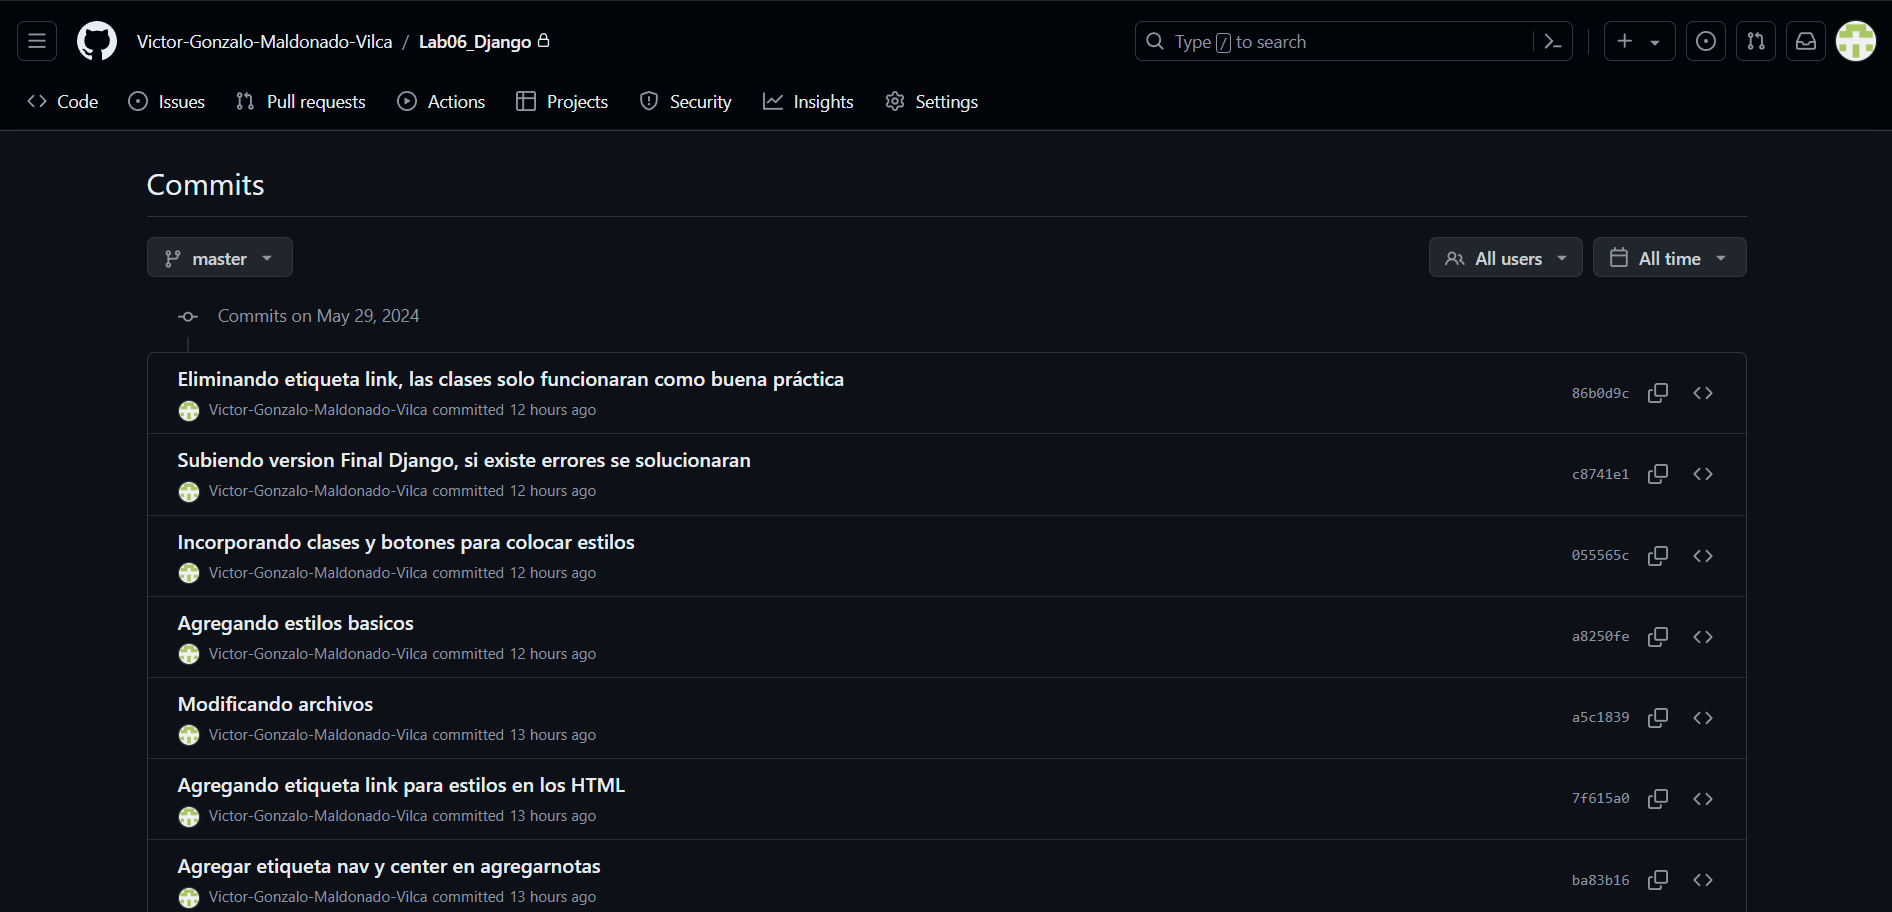 Victor-Gonzalo-Maldonado-Vilca / Lab06_Django
Type / to search
Code Issues Pull requests Actions Projects Security Insights Settings
Commits
master All users All time
Commits on May 29, 2024
Eliminando etiqueta link, las clases solo funcionaran como buena práctica
86b0d9c
Victor-Gonzalo-Maldonado-Vilca committed 12 hours ago
Subiendo version Final Django, si existe errores se solucionaran
c8741e1
Victor-Gonzalo-Maldonado-Vilca committed 12 hours ago
Incorporando clases y botones para colocar estilos
055565c
Victor-Gonzalo-Maldonado-Vilca committed 12 hours ago
Agregando estilos basicos
a8250fe
Victor-Gonzalo-Maldonado-Vilca committed 12 hours ago
Modificando archivos
a5c1839
Victor-Gonzalo-Maldonado-Vilca committed 13 hours ago
Agregando etiqueta link para estilos en los HTML
7f615a0
Victor-Gonzalo-Maldonado-Vilca committed 13 hours ago
Agregar etiqueta nav y center en agregarnotas
ba83b16
Victor-Gonzalo-Maldonado-Vilca committed 13 hours ago